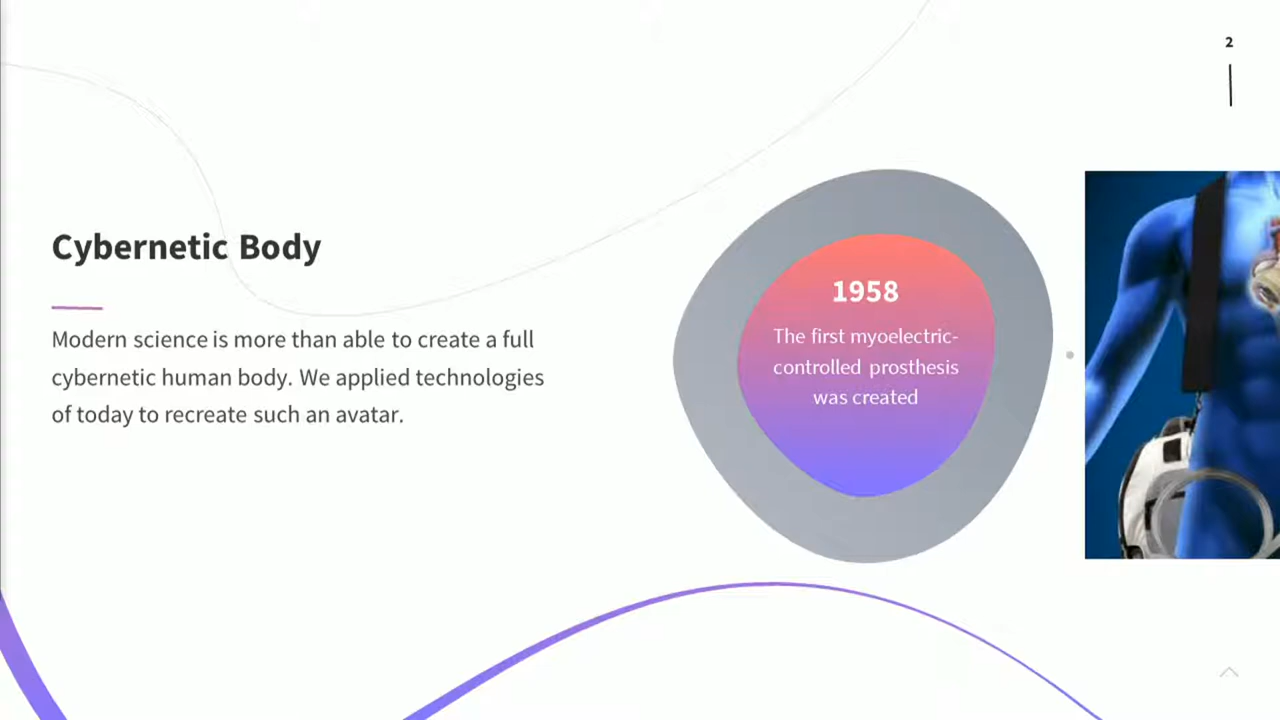 2
Cybernetic Body
Modern science is more than able to create a full
cybernetic human body. We applied technologies
of today to recreate such an avatar.
1958
The first myoelectric-
controlled prosthesis
was created